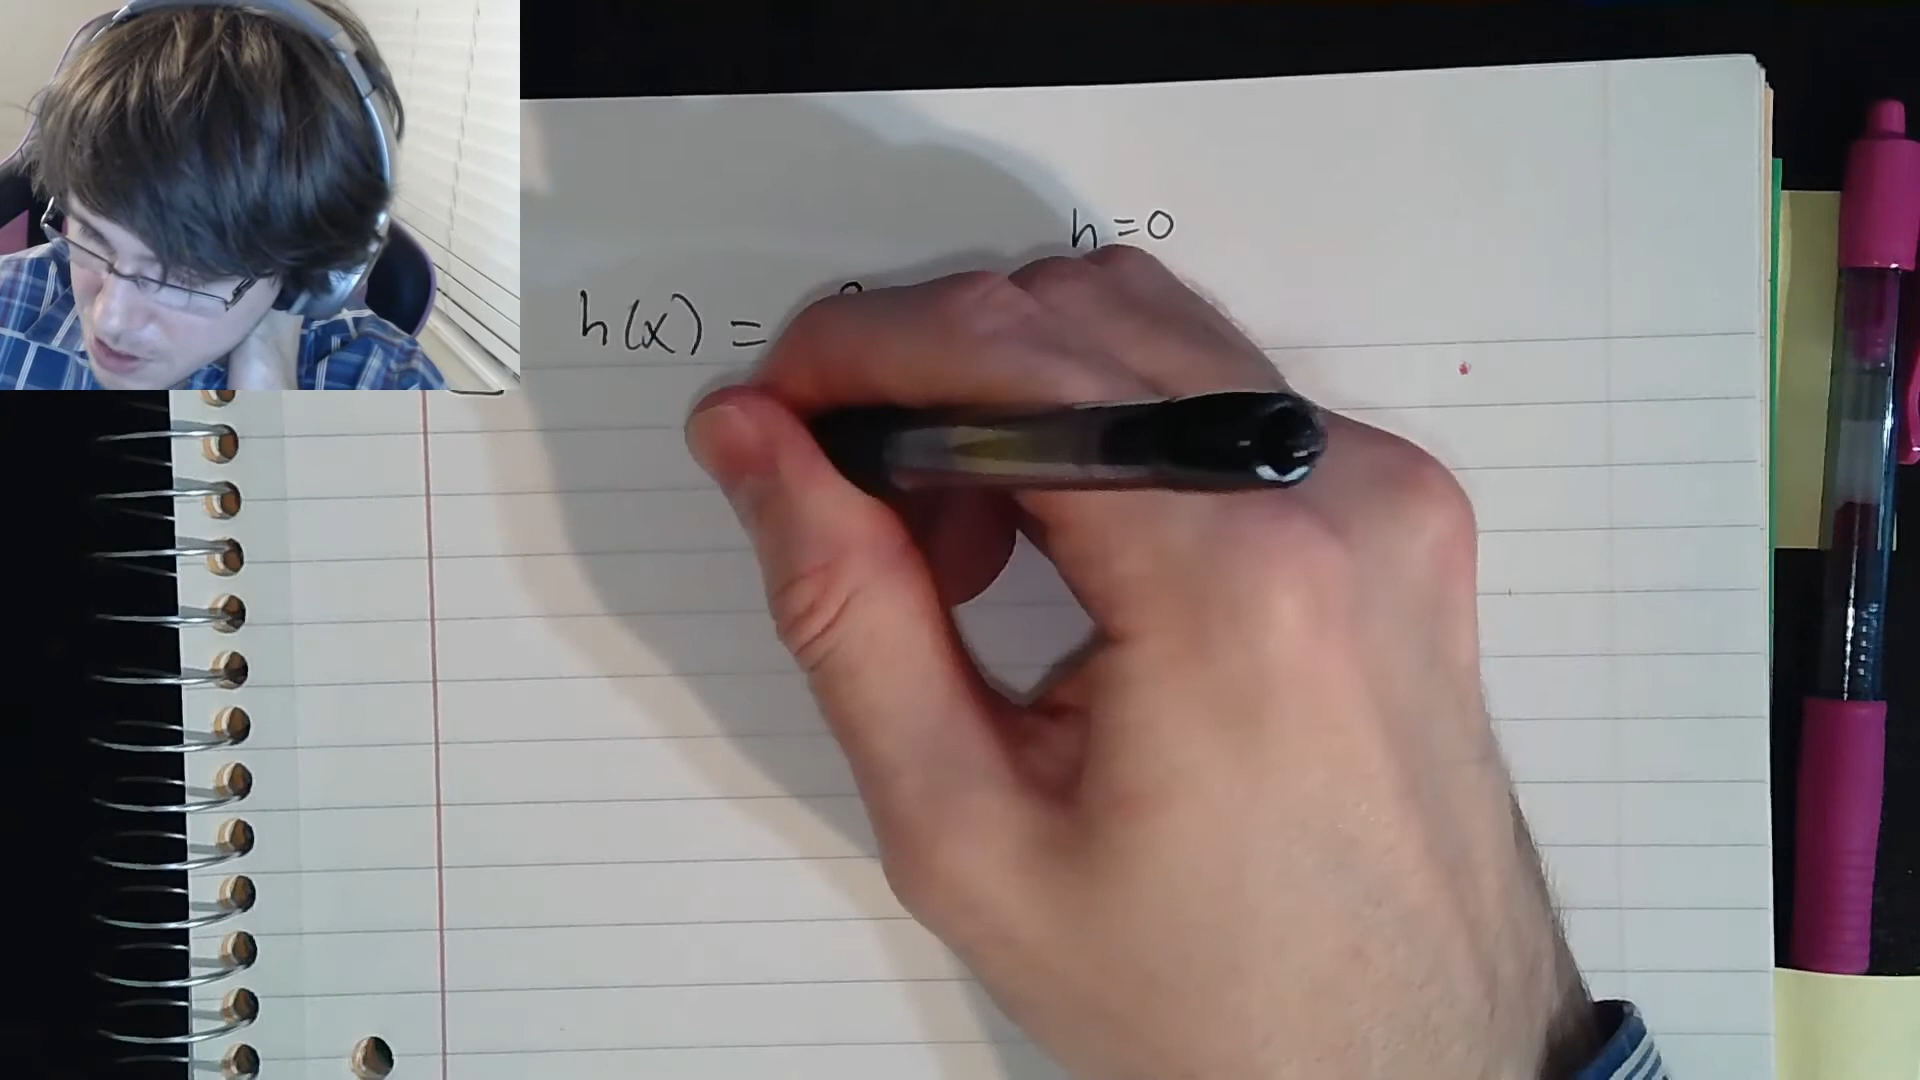 h=0
h(x) =